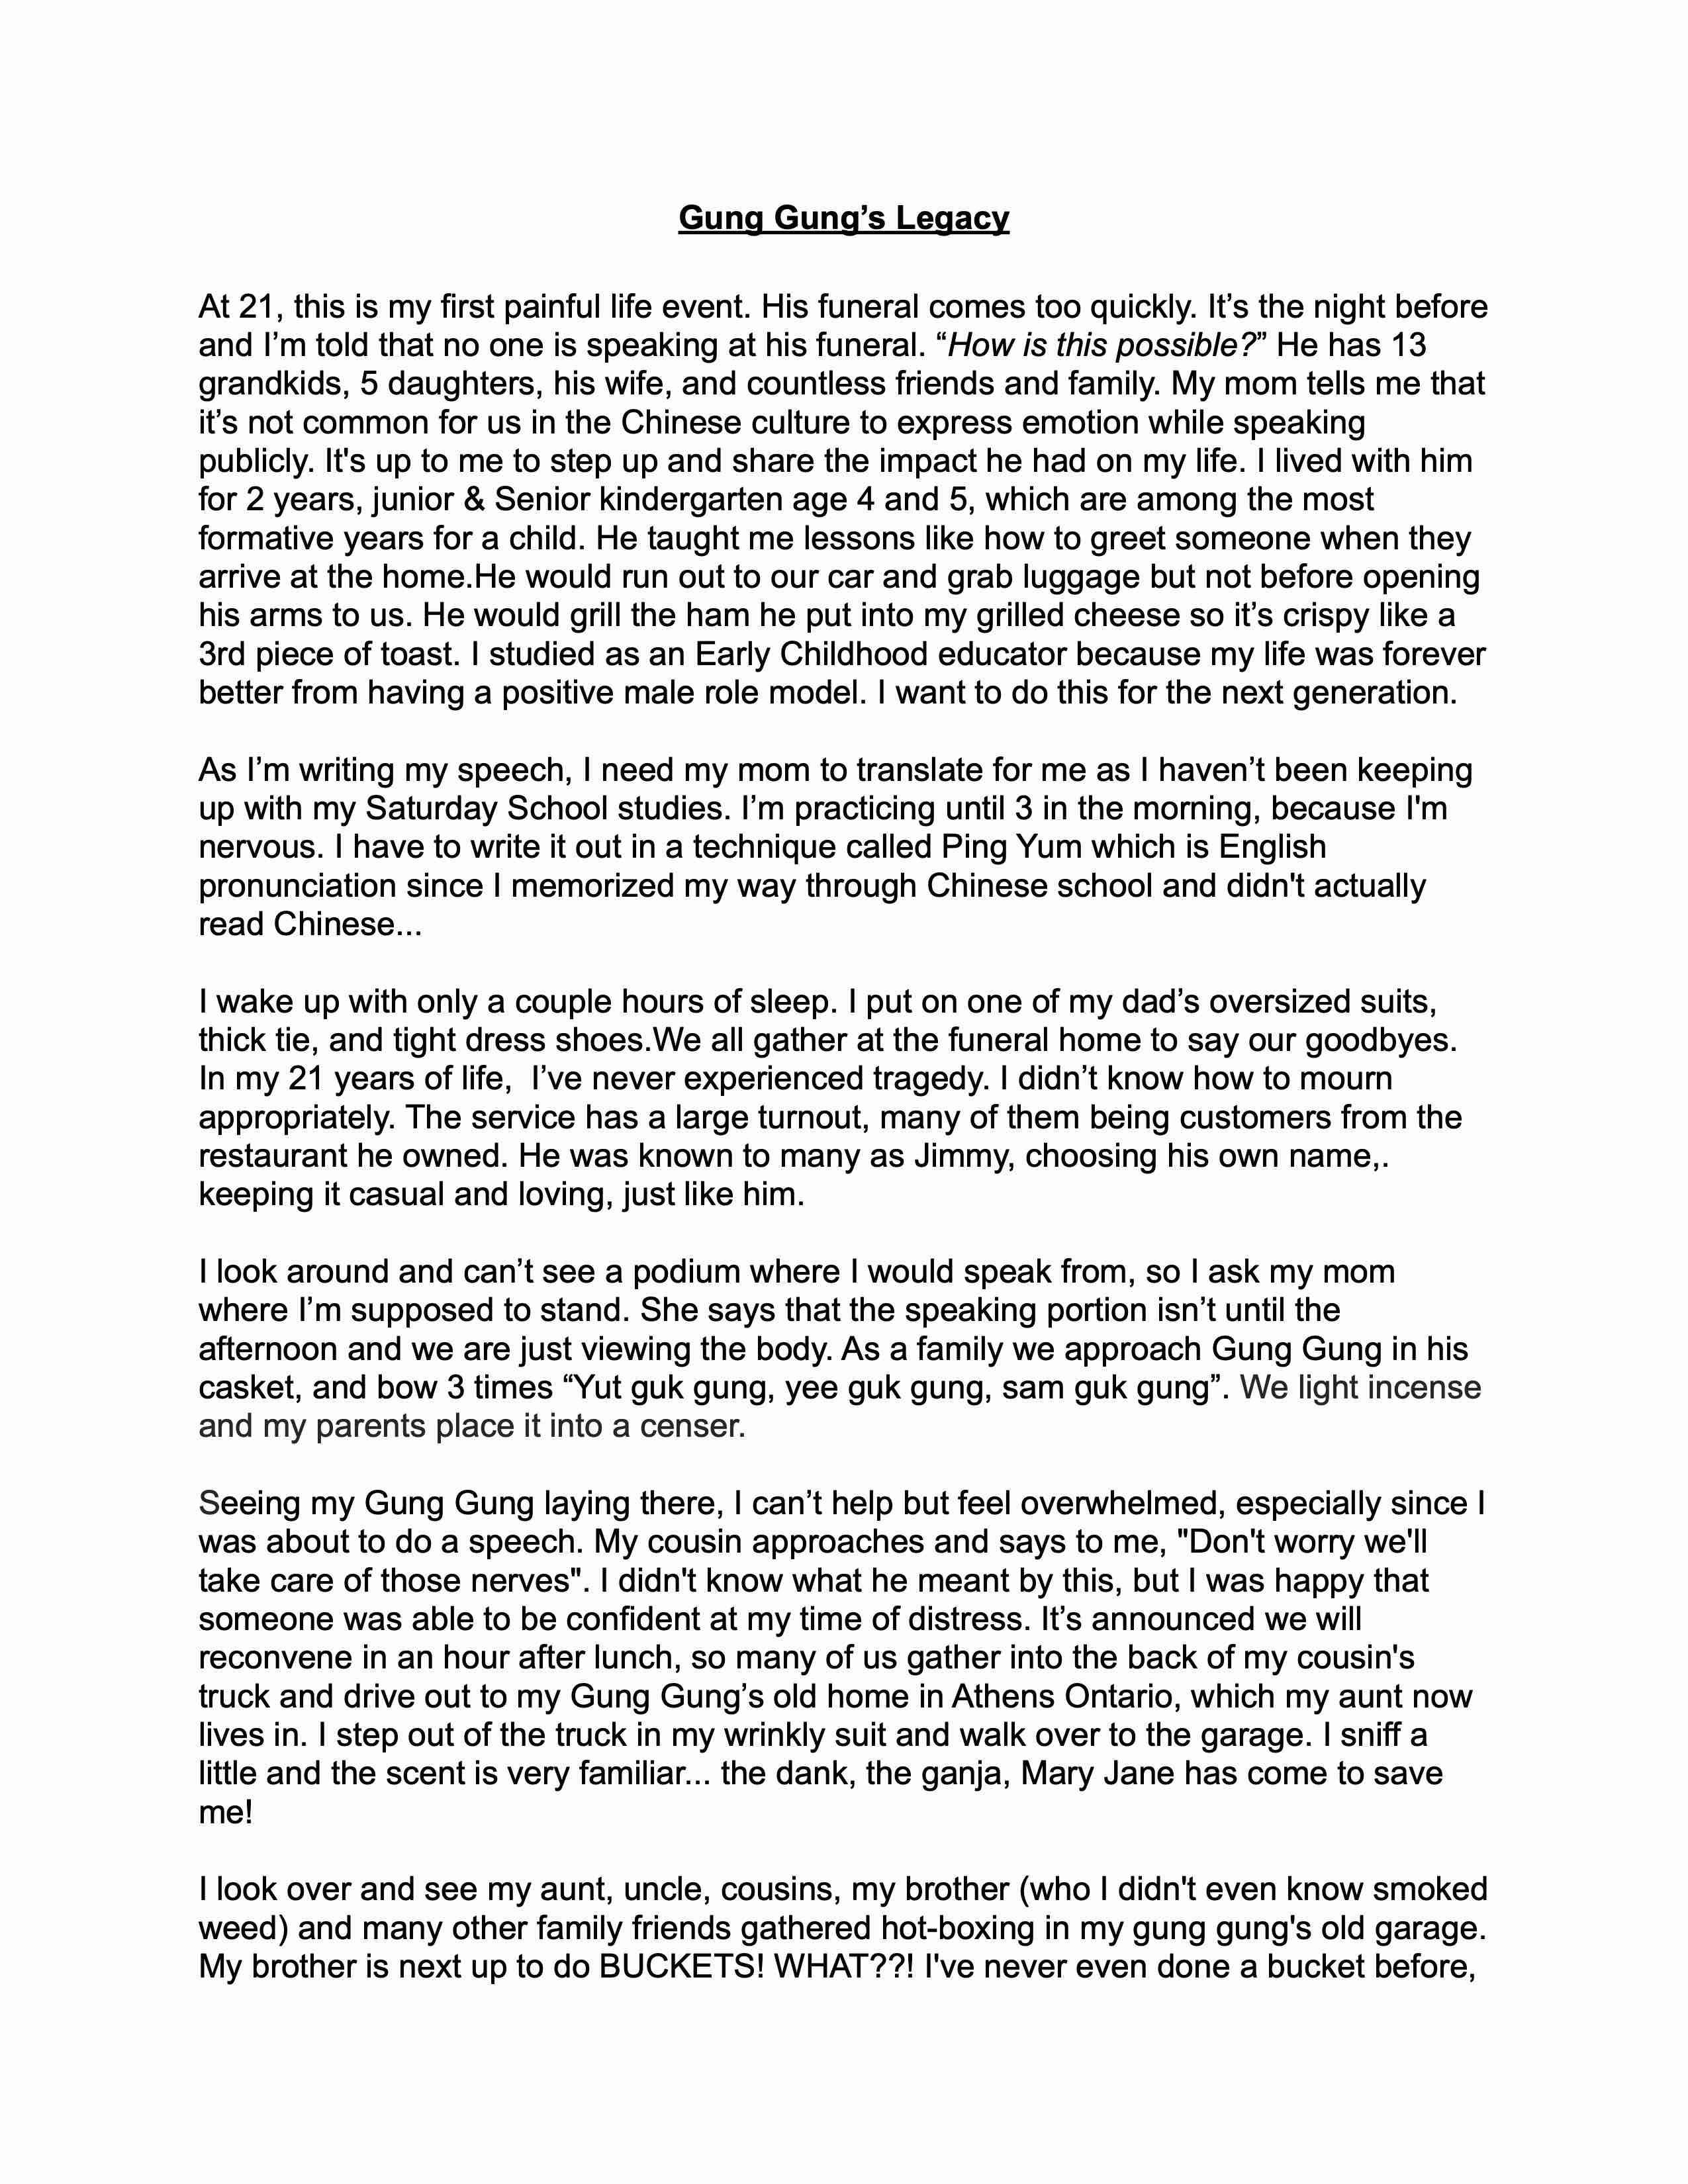 Gung Gung’s Legacy
At 21, this is my first painful life event. His funeral comes too quickly. It’s the night before
and I’m told that no one is speaking at his funeral. “How is this possible?” He has 13
grandkids, 5 daughters, his wife, and countless friends and family. My mom tells me that
it’s not common for us in the Chinese culture to express emotion while speaking
publicly. It's up to me to step up and share the impact he had on my life. I lived with him
for 2 years, junior & Senior kindergarten age 4 and 5, which are among the most
formative years for a child. He taught me lessons like how to greet someone when they
arrive at the home.He would run out to our car and grab luggage but not before opening
his arms to us. He would grill the ham he put into my grilled cheese so it’s crispy like a
3rd piece of toast. I studied as an Early Childhood educator because my life was forever
better from having a positive male role model. I want to do this for the next generation.
As I’m writing my speech, I need my mom to translate for me as I haven’t been keeping
up with my Saturday School studies. I’m practicing until 3 in the morning, because I'm
nervous. I have to write it out in a technique called Ping Yum which is English
pronunciation since I memorized my way through Chinese school and didn't actually
read Chinese...
I wake up with only a couple hours of sleep. I put on one of my dad’s oversized suits,
thick tie, and tight dress shoes.We all gather at the funeral home to say our goodbyes.
In my 21 years of life,  I’ve never experienced tragedy. I didn’t know how to mourn
appropriately. The service has a large turnout, many of them being customers from the
restaurant he owned. He was known to many as Jimmy, choosing his own name,.
keeping it casual and loving, just like him.
I look around and can’t see a podium where I would speak from, so I ask my mom
where I’m supposed to stand. She says that the speaking portion isn’t until the
afternoon and we are just viewing the body. As a family we approach Gung Gung in his
casket, and bow 3 times “Yut guk gung, yee guk gung, sam guk gung”. We light incense
and my parents place it into a censer.
Seeing my Gung Gung laying there, I can’t help but feel overwhelmed, especially since I
was about to do a speech. My cousin approaches and says to me, "Don't worry we'll
take care of those nerves". I didn't know what he meant by this, but I was happy that
someone was able to be confident at my time of distress. It’s announced we will
reconvene in an hour after lunch, so many of us gather into the back of my cousin's
truck and drive out to my Gung Gung’s old home in Athens Ontario, which my aunt now
lives in. I step out of the truck in my wrinkly suit and walk over to the garage. I sniff a
little and the scent is very familiar... the dank, the ganja, Mary Jane has come to save
me!
I look over and see my aunt, uncle, cousins, my brother (who I didn't even know smoked
weed) and many other family friends gathered hot-boxing in my gung gung's old garage.
My brother is next up to do BUCKETS! WHAT??! I've never even done a bucket before,